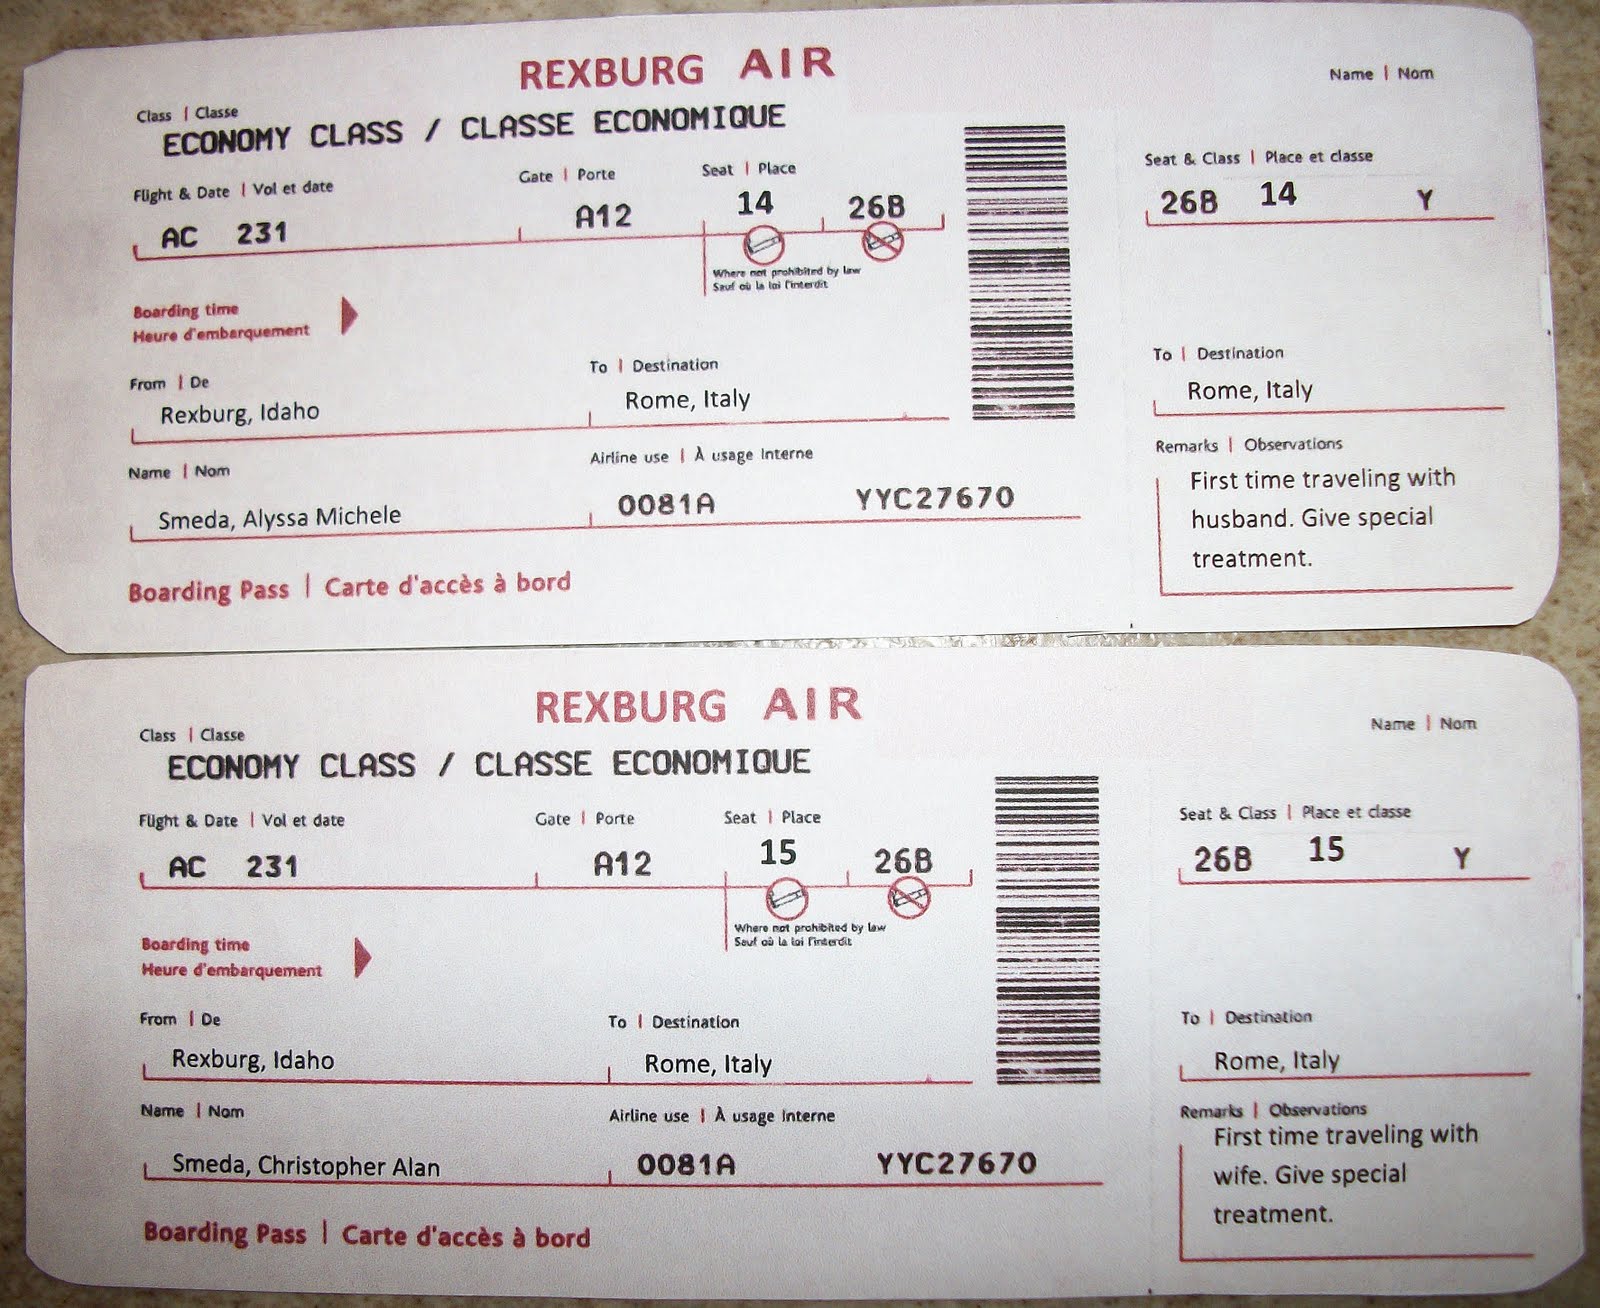 REXBURG AIR
Name | Nom
Class | Classe
ECONOMY CLASS / CLASSE ECONOMIQUE
Flight & Date | Vol et date
Gate | Porte
Seat | Place
Seat & Class | Place et classe
AC 231
A12
14
26B
26B 14 Y
Where not prohibited by law
Sauf où la loi l'interdit
Boarding time
Heure d'embarquement
From | De
To | Destination
To | Destination
Rexburg, Idaho
Rome, Italy
Rome, Italy
Name | Nom
Airline use | À usage Interne
Remarks | Observations
Smeda, Alyssa Michele
0081A
YYC27670
First time traveling with
husband. Give special
treatment.
Boarding Pass | Carte d'accès à bord
REXBURG AIR
Name | Nom
Class | Classe
ECONOMY CLASS / CLASSE ECONOMIQUE
Flight & Date | Vol et date
Gate | Porte
Seat | Place
Seat & Class | Place et classe
AC 231
A12
15
26B
26B 15 Y
Where not prohibited by law
Sauf où la loi l'interdit
Boarding time
Heure d'embarquement
From | De
To | Destination
To | Destination
Rexburg, Idaho
Rome, Italy
Rome, Italy
Name | Nom
Airline use | À usage Interne
Remarks | Observations
Smeda, Christopher Alan
0081A
YYC27670
First time traveling with
wife. Give special
treatment.
Boarding Pass | Carte d'accès à bord